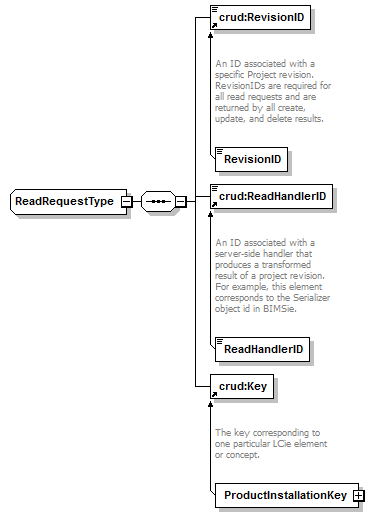 crud:RevisionID
An ID associated with a
specific Project revision.
RevisionIDs are required for
all read requests and are
returned by all create,
update, and delete results.
RevisionID
ReadRequestType
crud:ReadHandlerID
An ID associated with a
server-side handler that
produces a transformed
result of a project revision.
For example, this element
corresponds to the Serializer
object id in BIMSie.
ReadHandlerID
crud:Key
The key corresponding to
one particular LCie element
or concept.
ProductInstallationKey